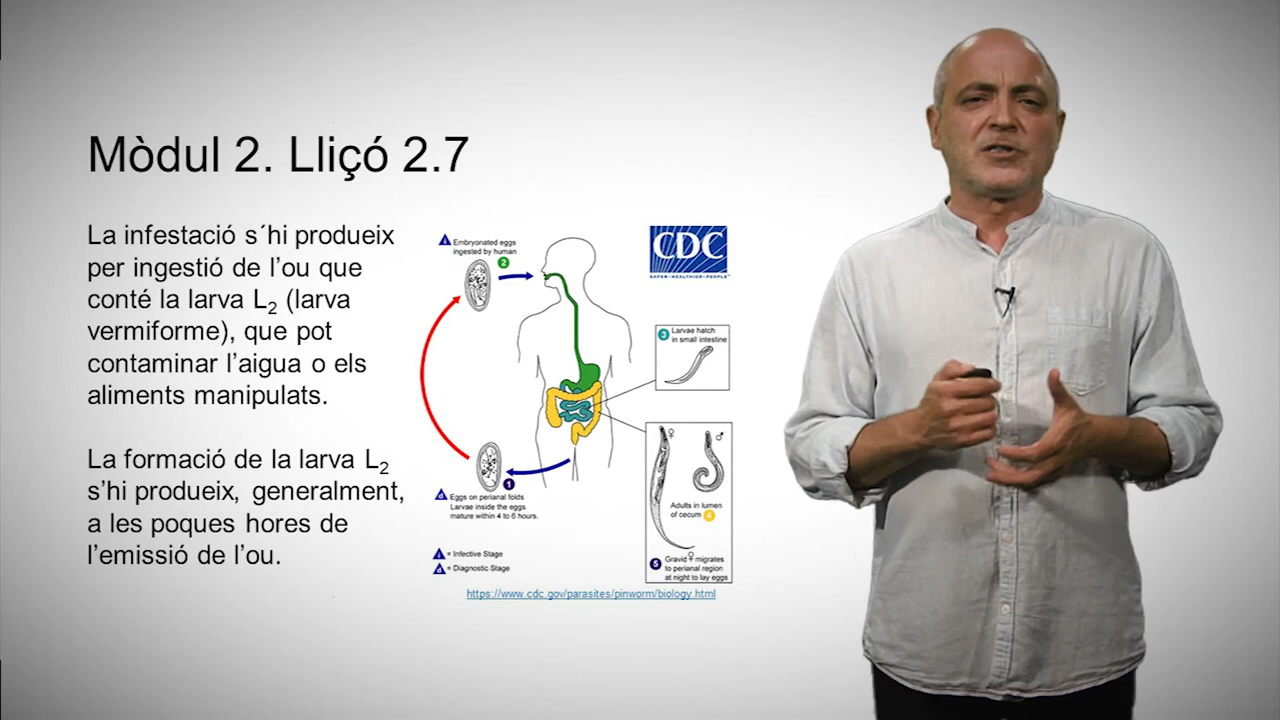 Mòdul 2. Lliçó 2.7
La infestació s´hi produeix
per ingestió de l’ou que
conté la larva L2 (larva
vermiforme), que pot
contaminar l’aigua o els
aliments manipulats.
La formació de la larva L2
s’hi produeix, generalment,
a les poques hores de
l’emissió de l’ou.
i Embryonated eggs
ingested by human
2
CDC
SAFER·HEALTHIER·PEOPLE™
3 Larvae hatch
in small intestine
1
d Eggs on perianal folds
Larvae inside the eggs
mature within 4 to 6 hours.
♀ ♂
Adults in lumen
of cecum 4
5 Gravid ♀ migrates
to perianal region
at night to lay eggs
i = Infective Stage
d = Diagnostic Stage
https://www.cdc.gov/parasites/pinworm/biology.html